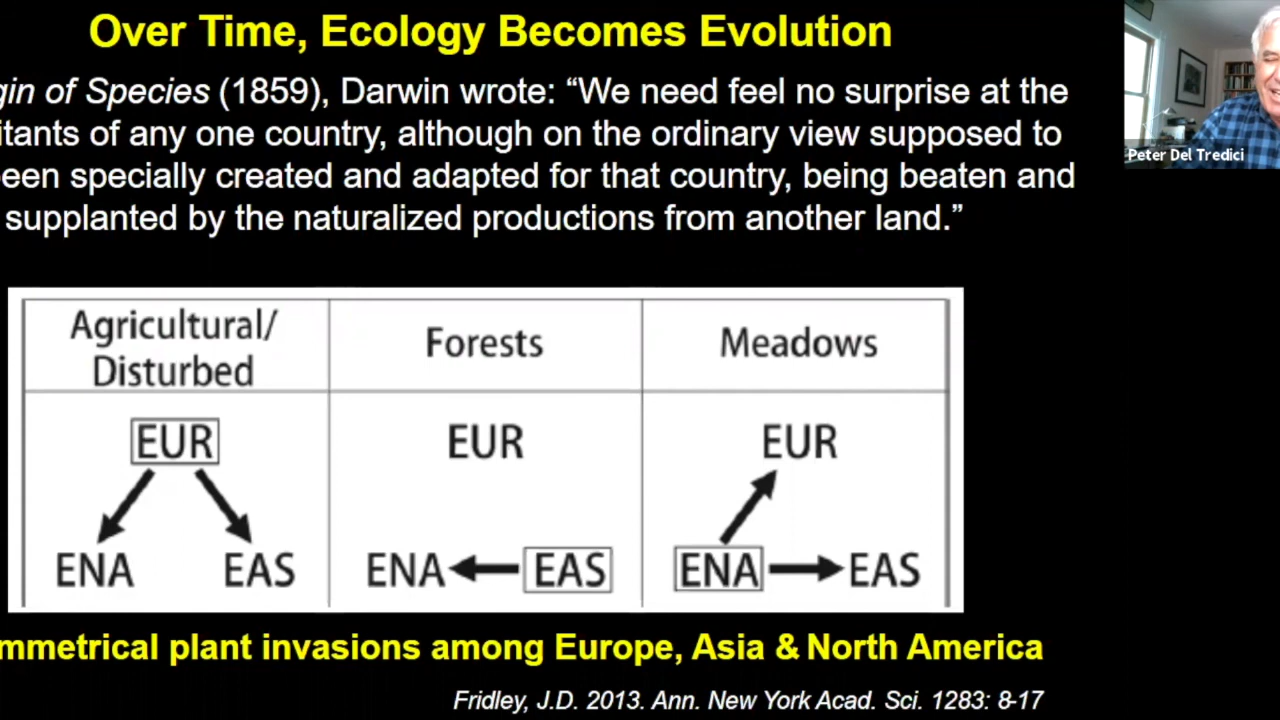 Over Time, Ecology Becomes Evolution
gin of Species (1859), Darwin wrote: “We need feel no surprise at the
itants of any one country, although on the ordinary view supposed to
een specially created and adapted for that country, being beaten and
supplanted by the naturalized productions from another land.”
Peter Del Tredici
Agricultural/
Disturbed
Forests
Meadows
EUR
EUR
EUR
ENA
EAS
ENA
EAS
ENA
EAS
mmetrical plant invasions among Europe, Asia & North America
Fridley, J.D. 2013. Ann. New York Acad. Sci. 1283: 8-17